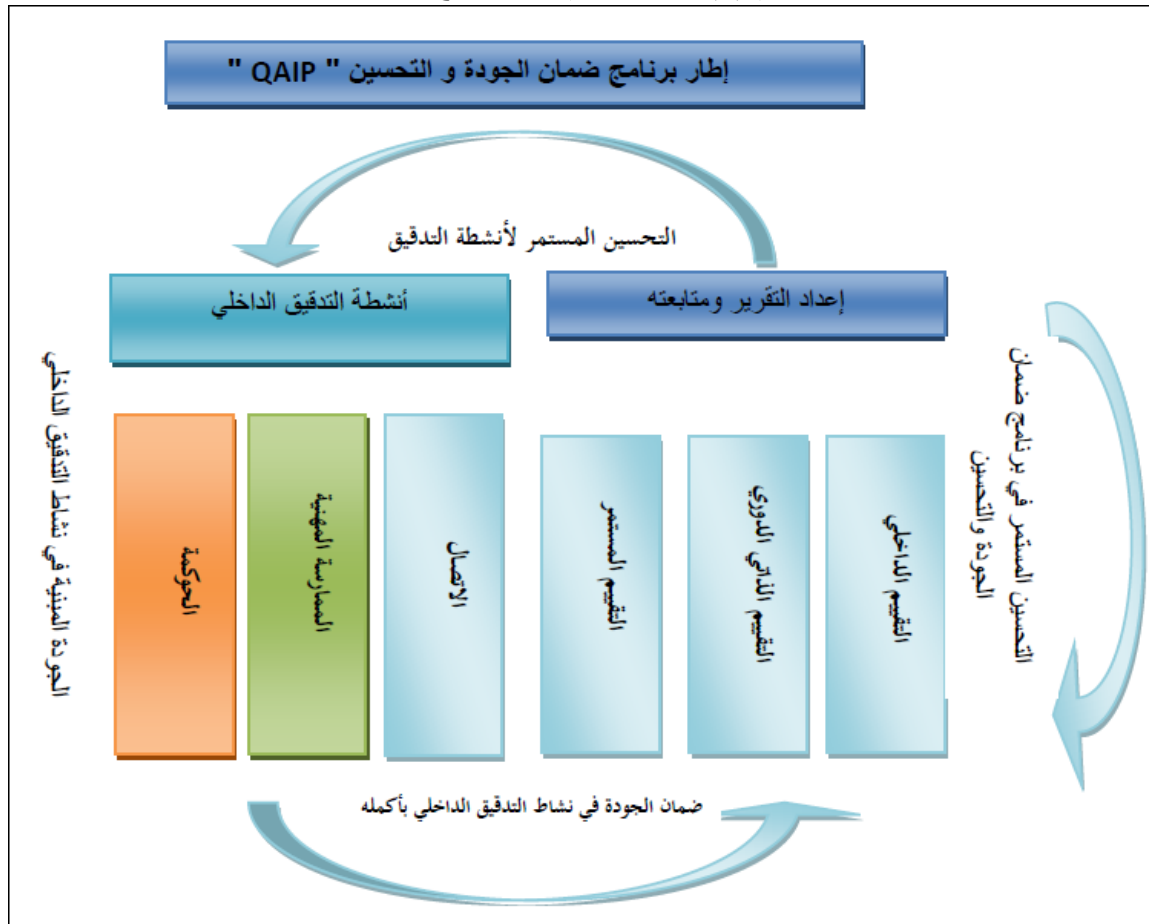 إطار برنامج ضمان الجودة و التحسين " QAIP "
التحسين المستمر لأنشطة التدقيق
إعداد التقرير ومتابعته
أنشطة التدقيق الداخلي
التحسين المستمر في برنامج ضمان
الجودة والتحسين
التقييم الداخلي
التقييم الذاتي الدوري
التقييم المستمر
الاتصال
الممارسة المهنية
الحوكمة
الجودة المبنية في نشاط التدقيق الداخلي
ضمان الجودة في نشاط التدقيق الداخلي بأكمله